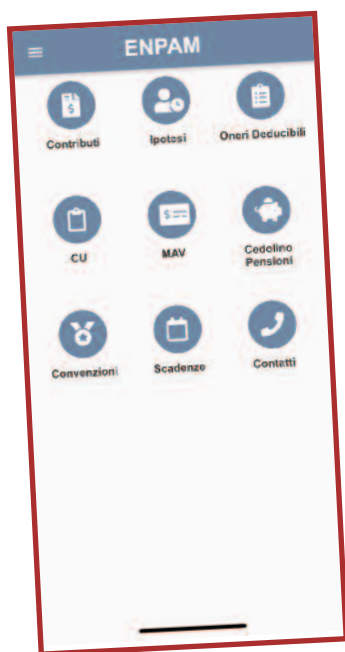 ENPAM
Contributi
Ipotesi
Oneri Deducibili
CU
MAV
Cedolino
Pensioni
Convenzioni
Scadenze
Contatti